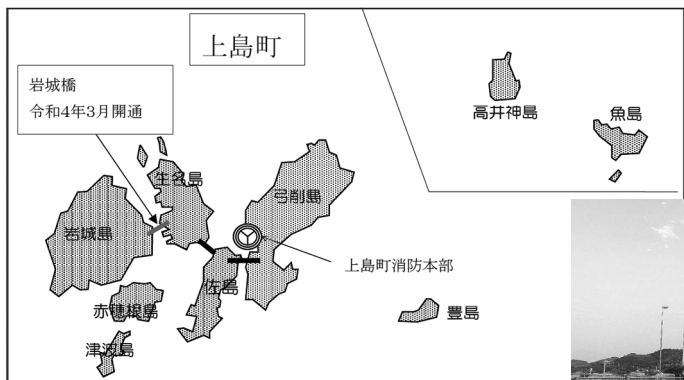 上島町
岩城橋
令和4年3月開通
高井神島
魚島
生名島
弓削島
岩城島
上島町消防本部
佐島
赤穂根島
豊島
津波島